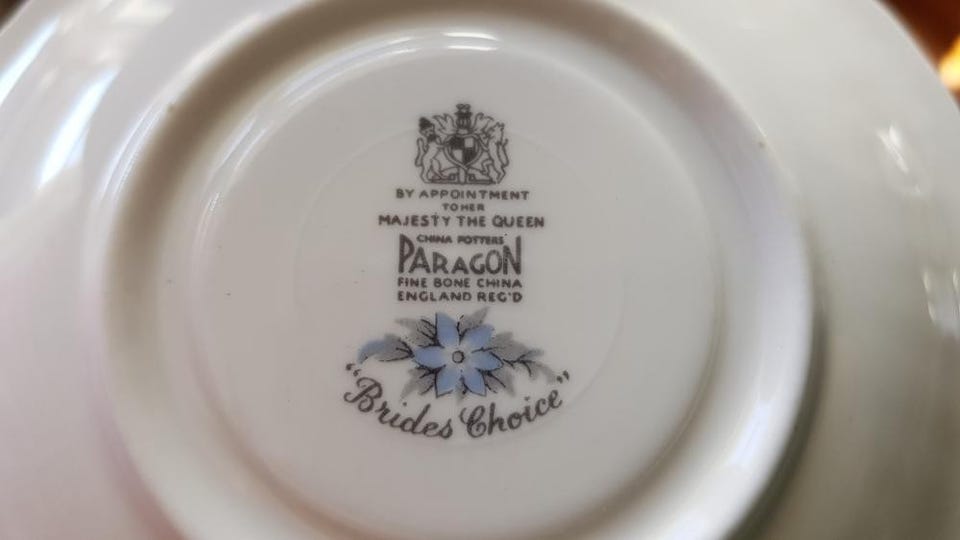 BY APPOINTMENT
TO HER
MAJESTY THE QUEEN
CHINA POTTERS
PARAGON
FINE BONE CHINA
ENGLAND REG'D
"Brides Choice"